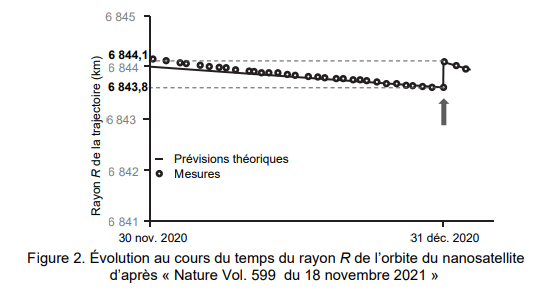 6 845
6 844,1
6 844
6 843,8
6 843
6 842
6 841
Rayon R de la trajectoire (km)
Prévisions théoriques
Mesures
30 nov. 2020
31 déc. 2020
Figure 2. Évolution au cours du temps du rayon R de l’orbite du nanosatellite
d’après « Nature Vol. 599 du 18 novembre 2021 »